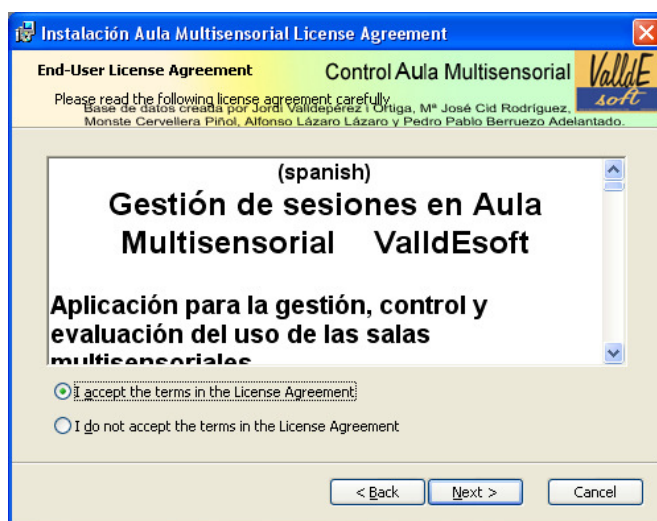 Instalación Aula Multisensorial License Agreement
End-User License Agreement
Control Aula Multisensorial
ValldE
soft
Please read the following license agreement carefully
Base de datos creada por Jordi Valldepérez i Ortiga, Mª José Cid Rodríguez,
Monste Cervellera Piñol, Alfonso Lázaro Lázaro y Pedro Pablo Berruezo Adelantado.
(spanish)
Gestión de sesiones en Aula
Multisensorial ValldEsoft
Aplicación para la gestión, control y
evaluación del uso de las salas
multisensoriales
I accept the terms in the License Agreement
I do not accept the terms in the License Agreement
< Back
Next >
Cancel